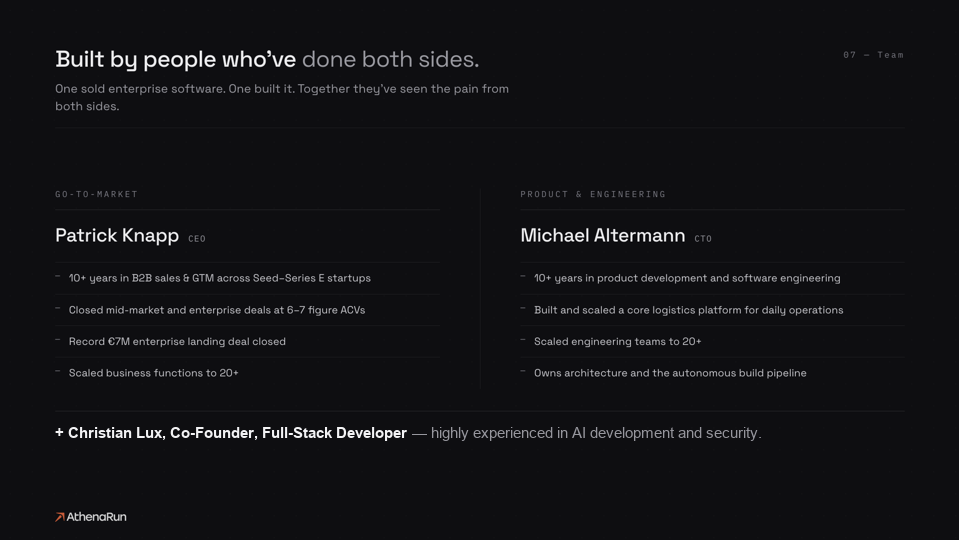 Built by people who've done both sides.
07 — Team
One sold enterprise software. One built it. Together they've seen the pain from
both sides.
GO-TO-MARKET
Patrick Knapp CEO
— 10+ years in B2B sales & GTM across Seed–Series E startups
— Closed mid-market and enterprise deals at 6–7 figure ACVs
— Record €7M enterprise landing deal closed
— Scaled business functions to 20+
PRODUCT & ENGINEERING
Michael Altermann CTO
— 10+ years in product development and software engineering
— Built and scaled a core logistics platform for daily operations
— Scaled engineering teams to 20+
— Owns architecture and the autonomous build pipeline
+ Christian Lux, Co-Founder, Full-Stack Developer — highly experienced in AI development and security.
AthenaRun